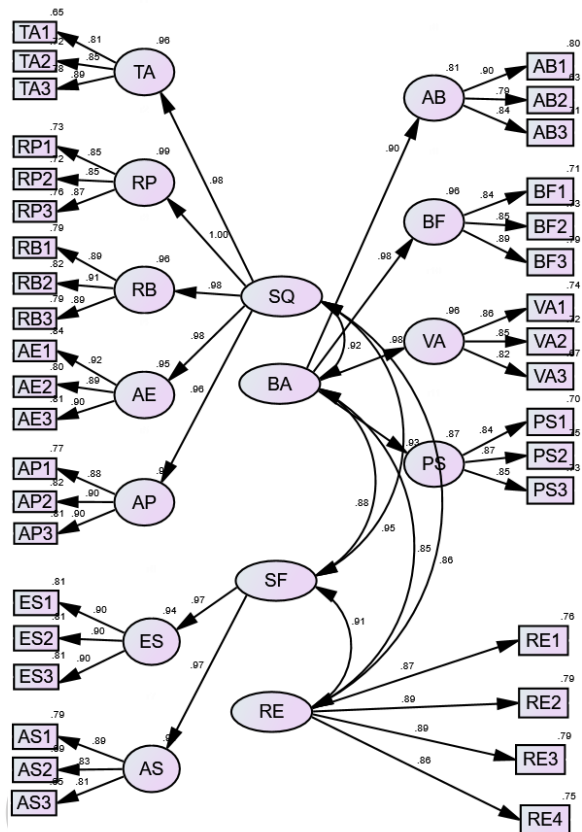 .65
TA1
.81
.96
TA2
.85
TA
TA3
.89
.73
RP1
.85
.99
.72
RP2
.85
RP
.76
.87
RP3
.98
1.00
.79
RB1
.89
.96
.82
RB2
.91
RB
.98
.79
.89
RB3
SQ
AE1
.92
.98
.95
.80
AE2
.89
AE
.81
.90
AE3
.96
.77
AP1
.88
.82
AP2
.90
AP
.81
.90
AP3
.81
.90
.80
AB1
AB
.79
AB2
.84
AB3
.90
.96
.84
.71
BF1
BF
.85
BF2
.89
BF3
.98
.74
.96
.86
VA1
.92
.98
VA
.85
VA2
BA
.82
VA3
.70
.93
.87
.84
PS1
PS
.87
PS2
.85
PS3
.88
.95
.85
.86
SF
.97
.81
ES1
.90
.94
ES2
.90
ES
.81
ES3
.90
.97
.91
RE
.87
.76
RE1
.89
.79
RE2
.89
.79
RE3
.86
.75
RE4
.79
AS1
.89
AS2
.83
AS
AS3
.81